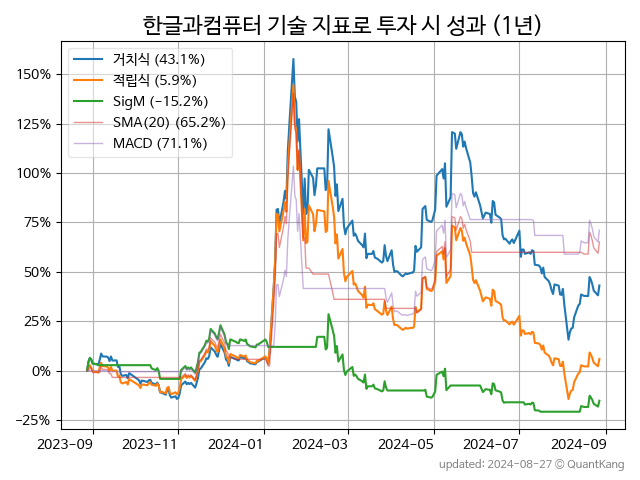 한글과컴퓨터 기술 지표로 투자 시 성과 (1년)
거치식 (43.1%)
적립식 (5.9%)
SigM (-15.2%)
SMA(20) (65.2%)
MACD (71.1%)
150%
125%
100%
75%
50%
25%
0%
-25%
2023-09 2023-11 2024-01 2024-03 2024-05 2024-07 2024-09
updated: 2024-08-27 @ QuantKang